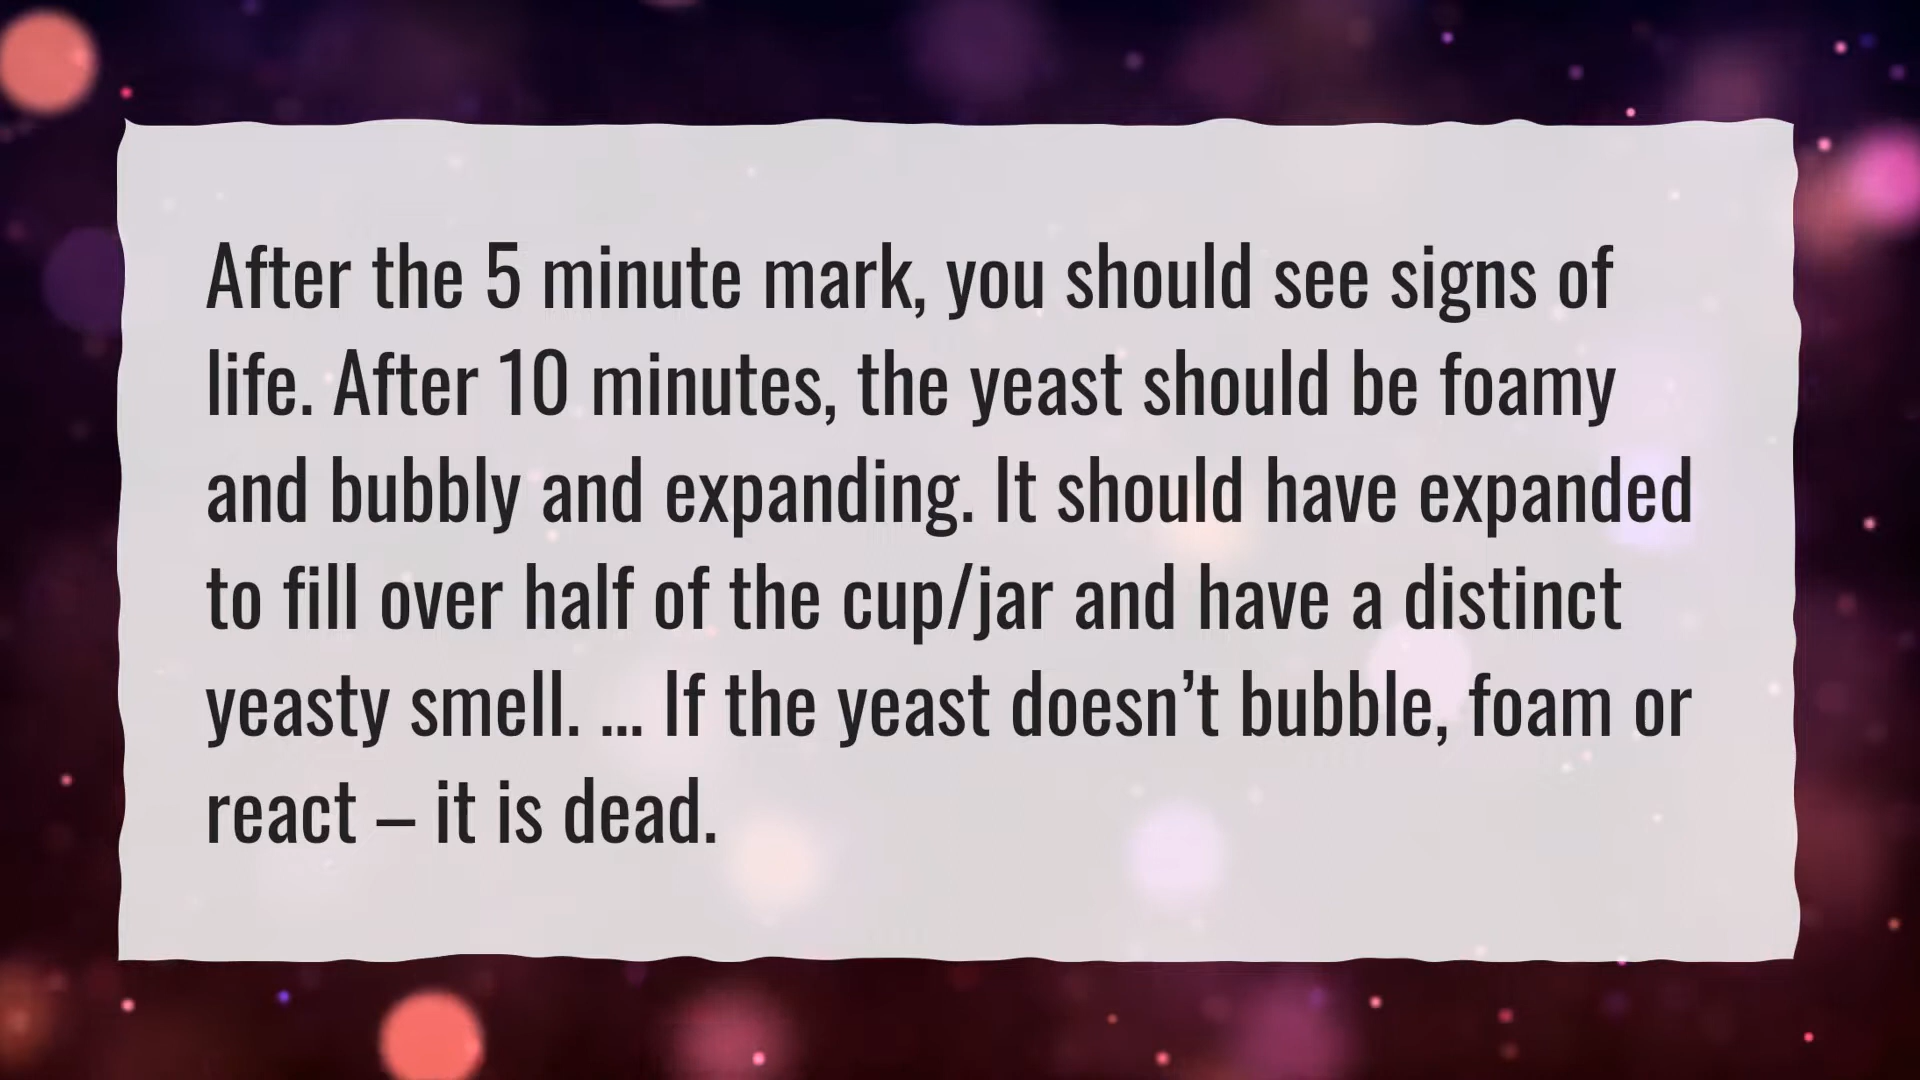 After the 5 minute mark, you should see signs of
life. After 10 minutes, the yeast should be foamy
and bubbly and expanding. It should have expanded
to fill over half of the cup/jar and have a distinct
yeasty smell. ... If the yeast doesn’t bubble, foam or
react – it is dead.